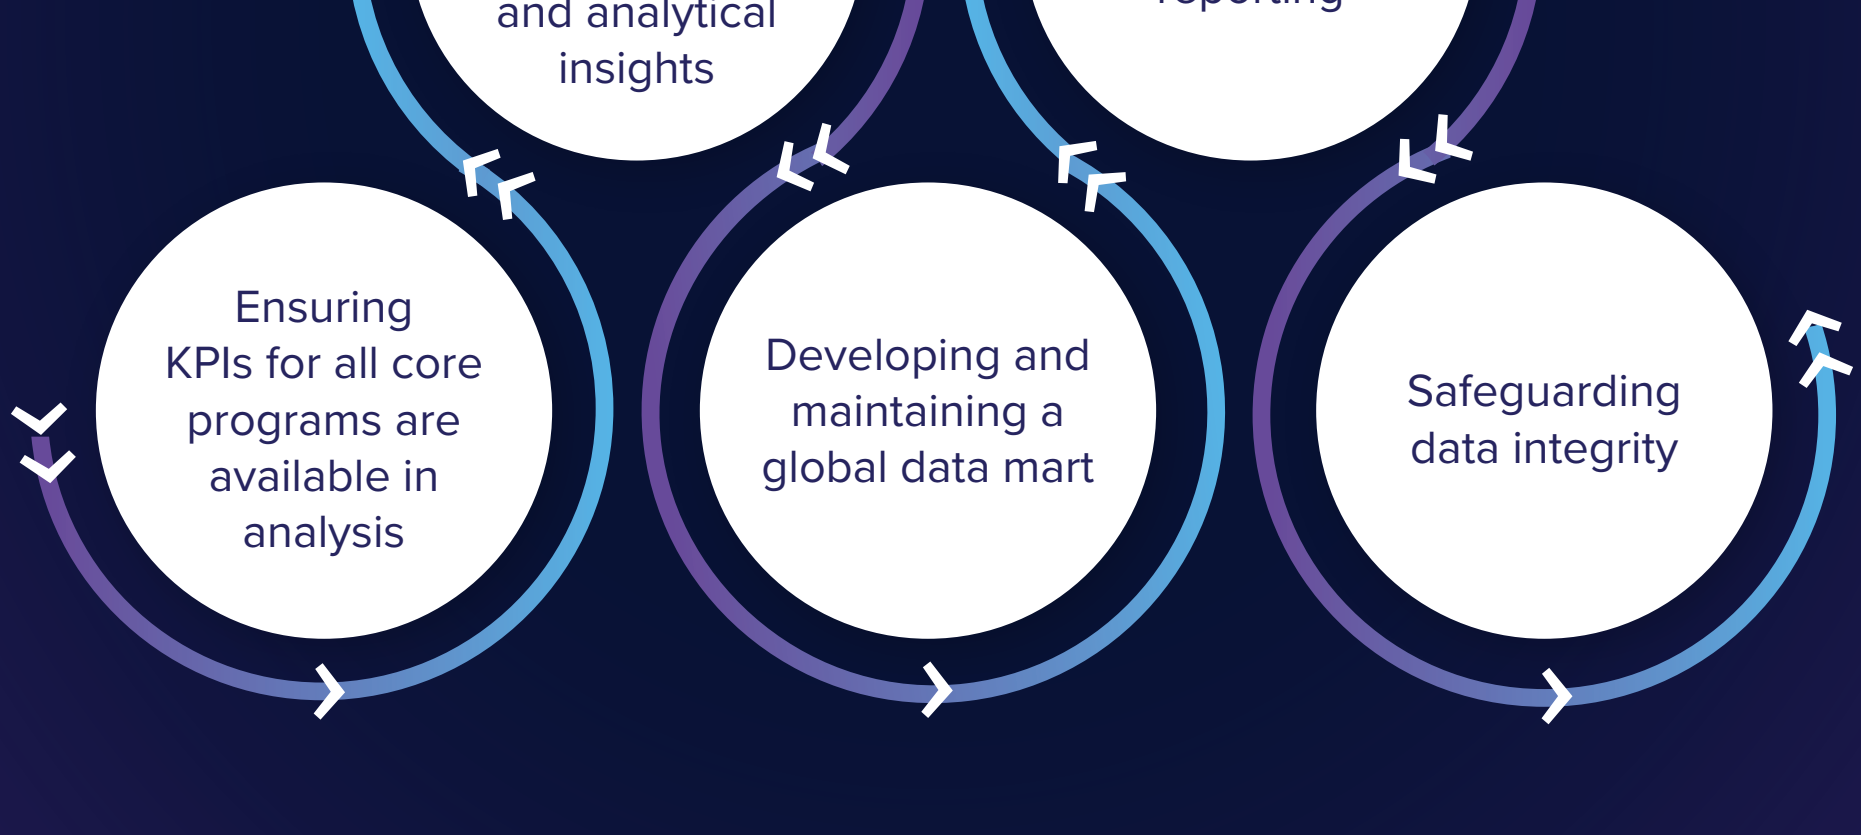 and analytical
insights
reporting
Ensuring
KPIs for all core
programs are
available in
analysis
Developing and
maintaining a
global data mart
Safeguarding
data integrity